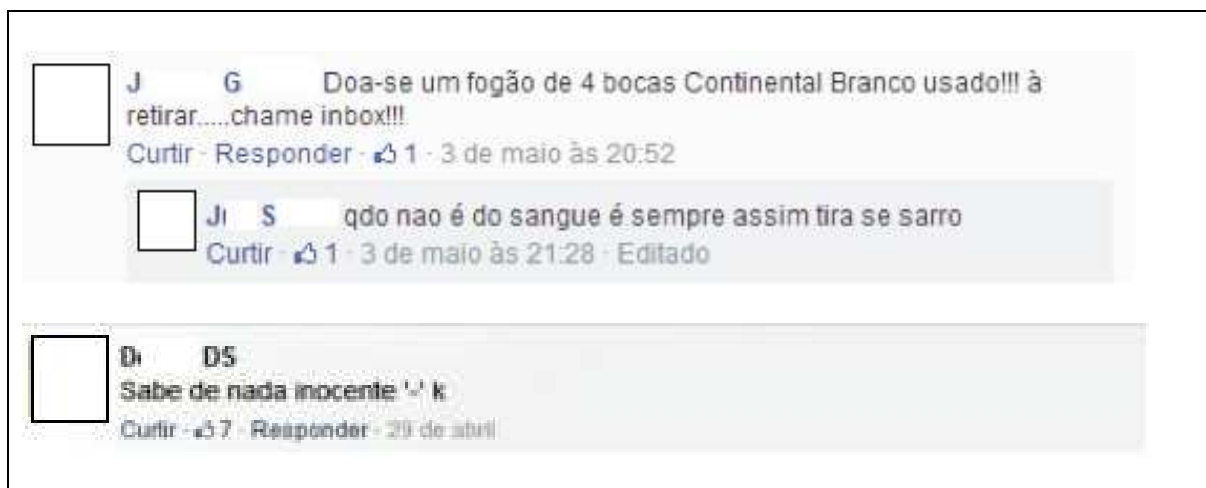 J G Doa-se um fogão de 4 bocas Continental Branco usado!!! à
retirar.....chame inbox!!!
Curtir · Responder · 1 · 3 de maio às 20:52
S qdo nao é do sangue é sempre assim tira se sarro
Curtir · 1 · 3 de maio às 21:28 · Editado
DS
Sabe de nada inocente '-' k
Curtir · 7 · Responder · 29 de abril